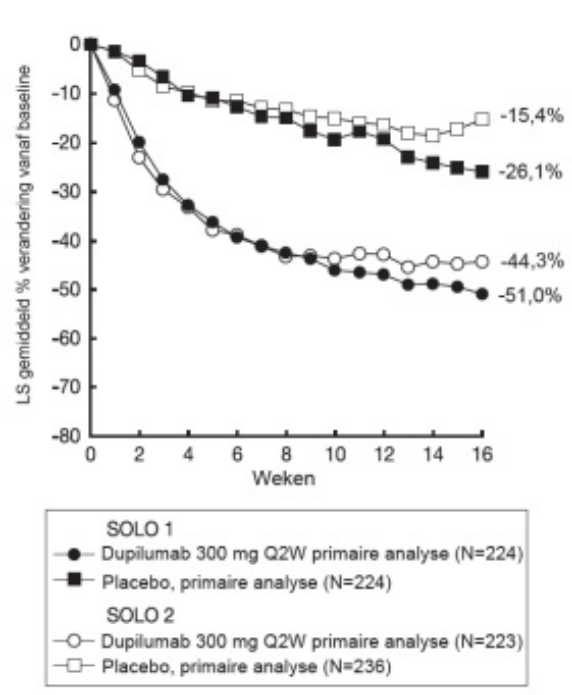 LS gemiddeld % verandering vanaf baseline
0
-10
-20
-30
-40
-50
-60
-70
-80
-15,4%
-26,1%
-44,3%
-51,0%
0 2 4 6 8 10 12 14 16
Weken
SOLO 1
Dupilumab 300 mg Q2W primaire analyse (N=224)
Placebo, primaire analyse (N=224)
SOLO 2
Dupilumab 300 mg Q2W primaire analyse (N=223)
Placebo, primaire analyse (N=236)